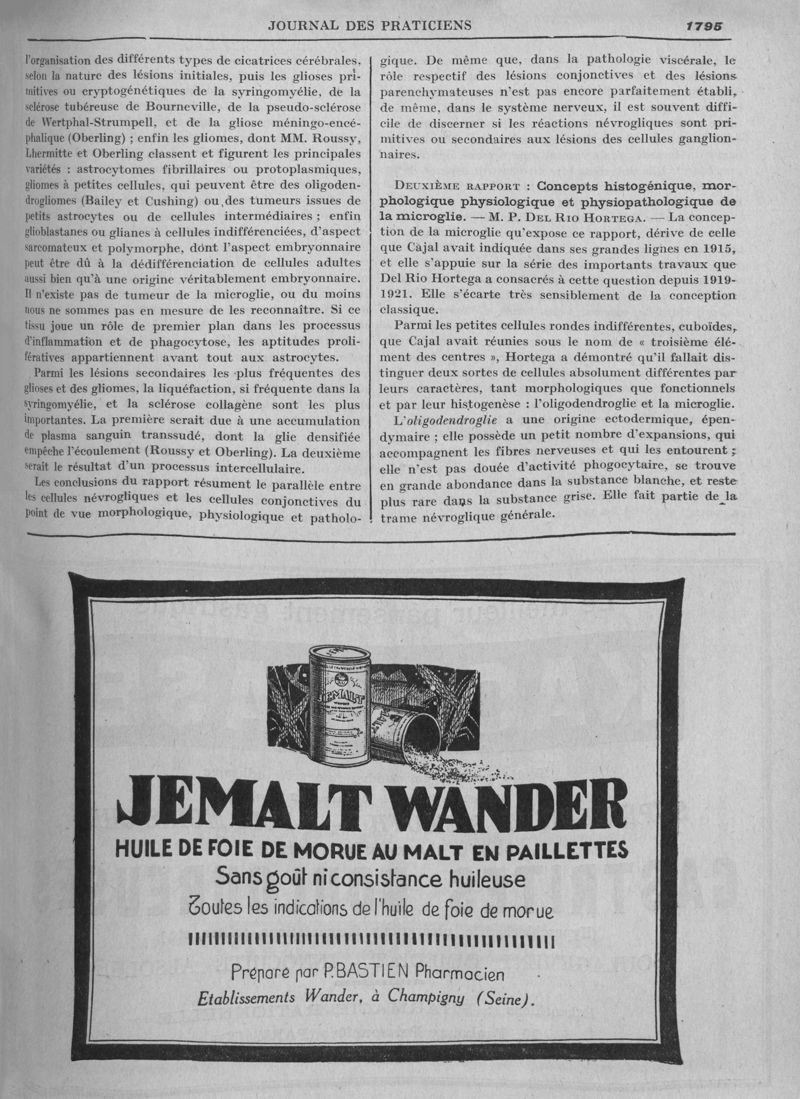 JOURNAL DES PRATICIENS
1795
l'organisation des différents types de cicatrices cérébrales,
selon la nature des lésions initiales, puis les glioses pri-
mitives ou cryptogénétiques de la syringomyélie, de la
sclérose tubéreuse de Bourneville, de la pseudo-sclérose
de Wertphal-Strumpell, et de la gliose méningo-encé-
phalique (Oberling) ; enfin les gliomes, dont MM. Roussy,
Lhermitte et Oberling classent et figurent les principales
variétés : astrocytomes fibrillaires ou protoplasmiques,
gliomes à petites cellules, qui peuvent être des oligoden-
drogliomes (Bailey et Cushing) ou des tumeurs issues de
petits astrocytes ou de cellules intermédiaires ; enfin
glioblastanes ou glianes à cellules indifférenciées, d'aspect
sarcomateux et polymorphe, dont l'aspect embryonnaire
peut être dû à la dédifférenciation de cellules adultes
aussi bien qu'à une origine véritablement embryonnaire.
Il n'existe pas de tumeur de la microglie, ou du moins
nous ne sommes pas en mesure de les reconnaître. Si ce
tissu joue un rôle de premier plan dans les processus
d'inflammation et de phagocytose, les aptitudes proli-
fératives appartiennent avant tout aux astrocytes.
Parmi les lésions secondaires les plus fréquentes des
glioses et des gliomes, la liquéfaction, si fréquente dans la
syringomyélie, et la sclérose collagène sont les plus
importantes. La première serait due à une accumulation
de plasma sanguin transsudé, dont la glie densifiée
empêche l'écoulement (Roussy et Oberling). La deuxième
serait le résultat d'un processus intercellulaire.
Les conclusions du rapport résument le parallèle entre
les cellules névrogliques et les cellules conjonctives du
point de vue morphologique, physiologique et patholo-
gique. De même que, dans la pathologie viscérale, le
rôle respectif des lésions conjonctives et des lésions
parenchymateuses n'est pas encore parfaitement établi,
de même, dans le système nerveux, il est souvent diffi-
cile de discerner si les réactions névrogliques sont pri-
mitives ou secondaires aux lésions des cellules ganglion-
naires.
DEUXIÈME RAPPORT : Concepts histogénique, mor-
phologique physiologique et physiopathologique de
la microglie. — M. P. DEL RIO HORTEGA. — La concep-
tion de la microglie qu'expose ce rapport, dérive de celle
que Cajal avait indiquée dans ses grandes lignes en 1915,
et elle s'appuie sur la série des importants travaux que
Del Rio Hortega a consacrés à cette question depuis 1919-
1921. Elle s'écarte très sensiblement de la conception
classique.
Parmi les petites cellules rondes indifférentes, cuboïdes,
que Cajal avait réunies sous le nom de « troisième élé-
ment des centres », Hortega a démontré qu'il fallait dis-
tinguer deux sortes de cellules absolument différentes par
leurs caractères, tant morphologiques que fonctionnels
et par leur histogenèse : l'oligodendroglie et la microglie.
L'oligodendroglie a une origine ectodermique, épen-
dymaire ; elle possède un petit nombre d'expansions, qui
accompagnent les fibres nerveuses et qui les entourent ;
elle n'est pas douée d'activité phogocytaire, se trouve
en grande abondance dans la substance blanche, et reste
plus rare dans la substance grise. Elle fait partie de la
trame névroglique générale.
JEMALT
JEMALT WANDER
HUILE DE FOIE DE MORUE AU MALT EN PAILLETTES
Sans goût ni consistance huileuse
Toutes les indications de l'huile de foie de morue
Préparé par P. BASTIEN Pharmacien
Etablissements Wander, à Champigny (Seine).